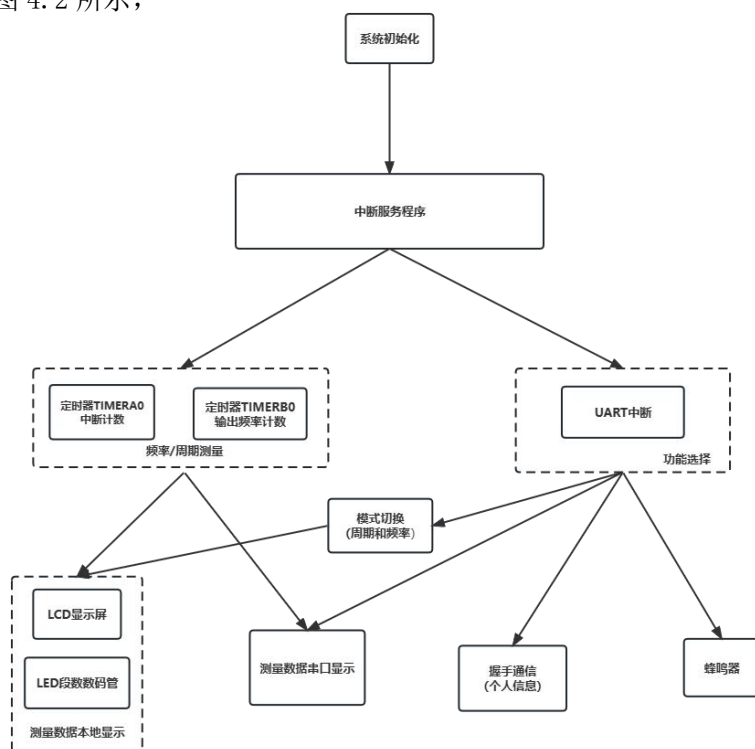 图 4.2 所示，
系统初始化
中断服务程序
定时器TIMERA0
中断计数
定时器TIMERB0
输出频率计数
频率/周期测量
UART中断
功能选择
模式切换
(周期和频率)
LCD显示屏
LED段数数码管
测量数据本地显示
测量数据串口显示
握手通信
(个人信息)
蜂鸣器